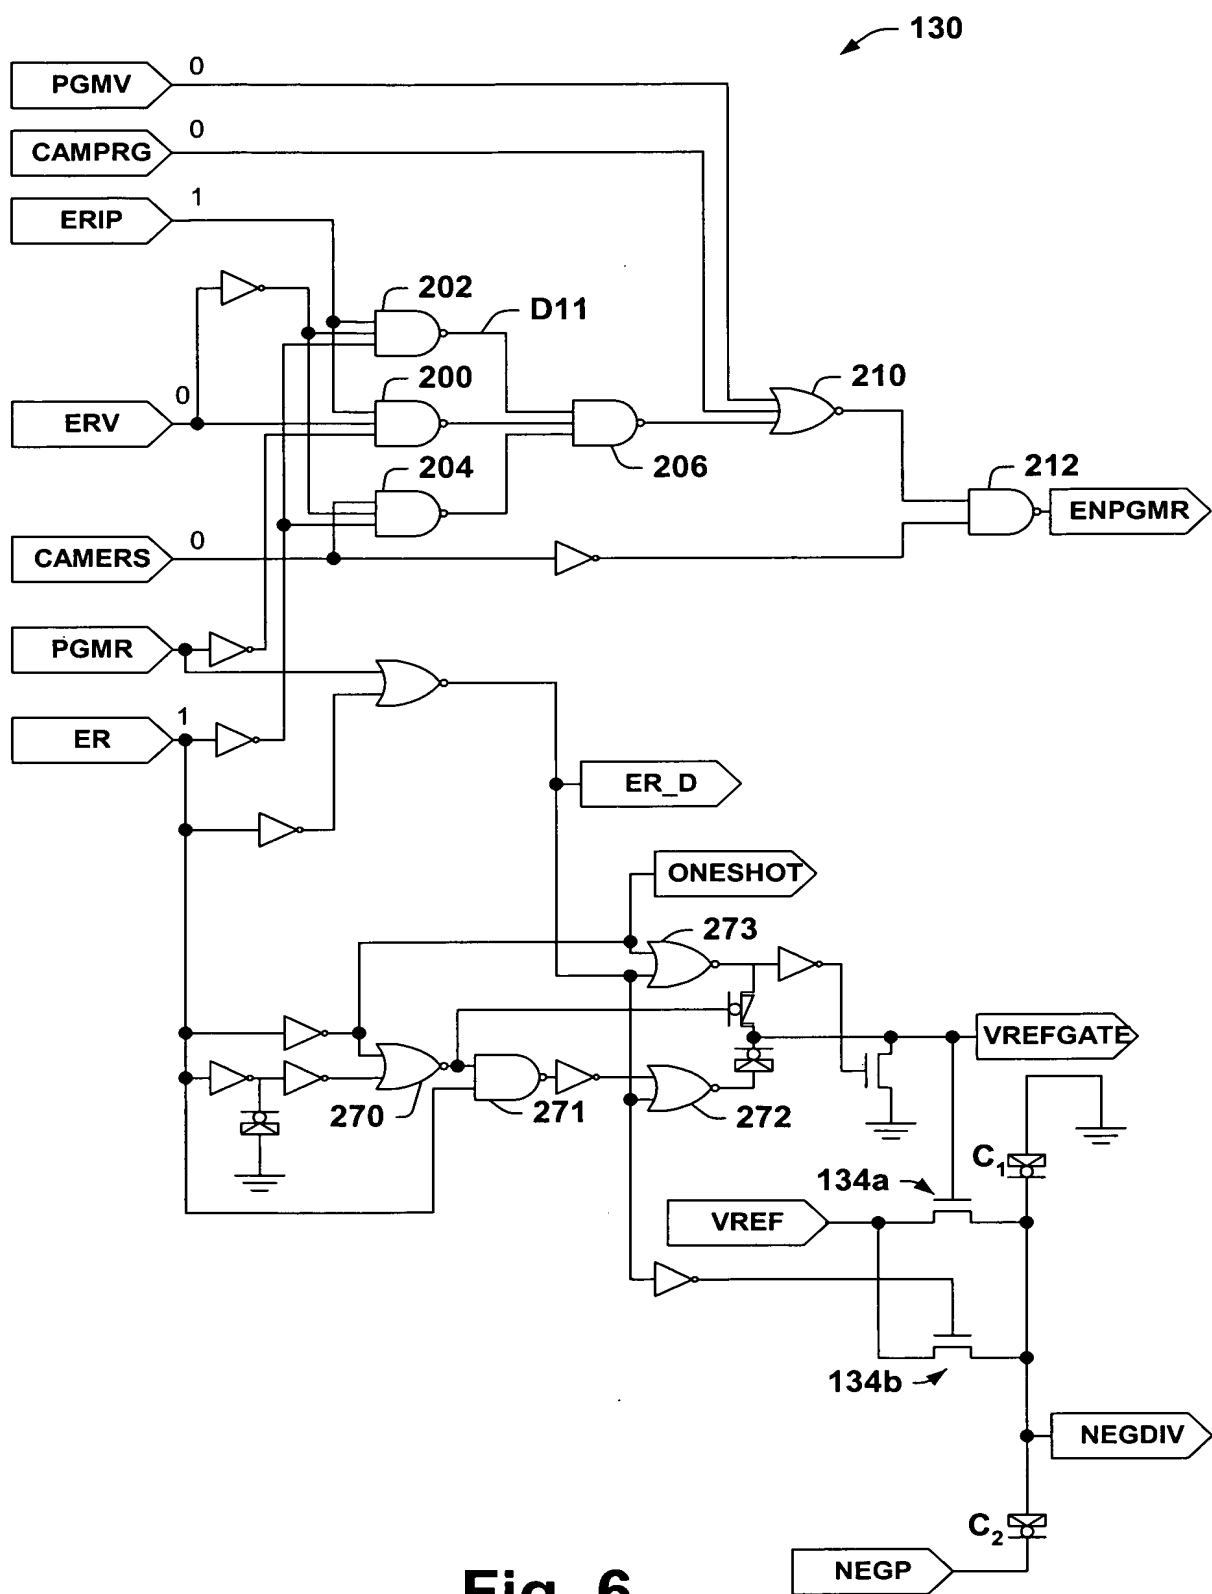 130
PGMV
0
CAMPRG
0
ERIP
1
202
D11
200
210
ERV
0
204
206
212
ENPGMR
CAMERS
0
PGMR
ER
1
ER_D
ONESHOT
273
VREFGATE
270
271
272
C1
134a
VREF
134b
NEGDIV
C2
NEGP
Fig. 6